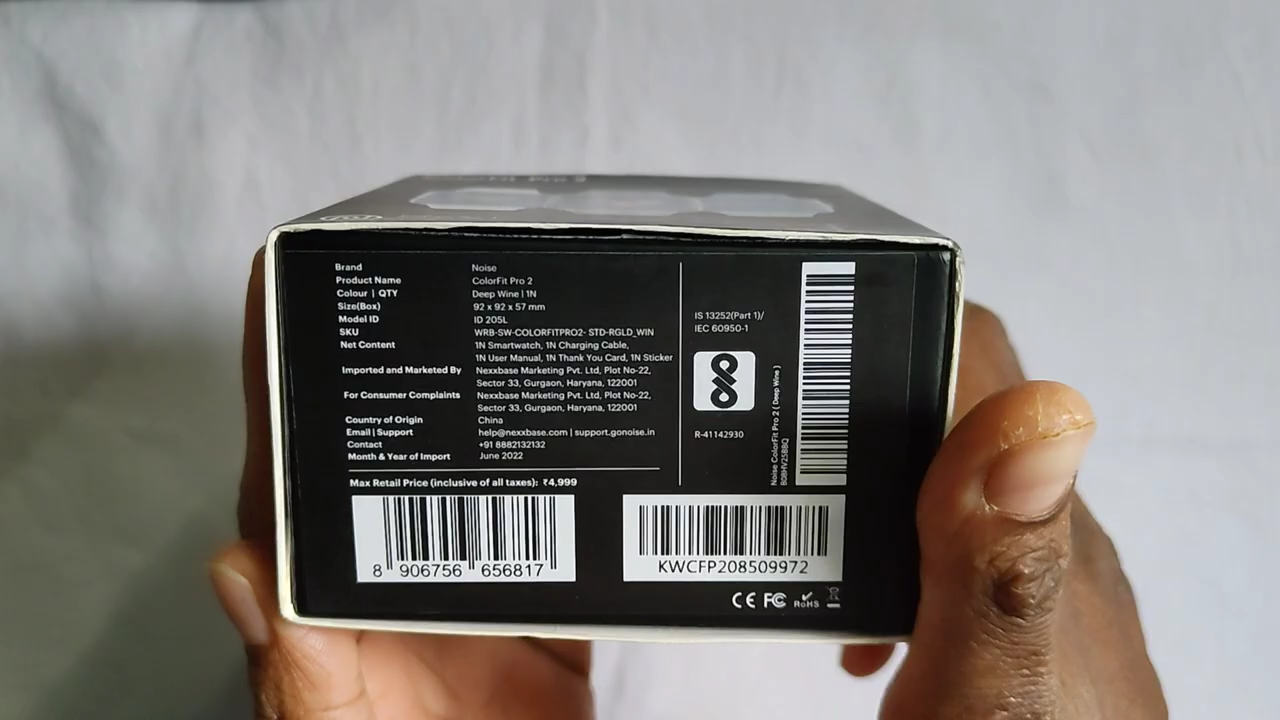 Brand Noise
Product Name ColorFit Pro 2
Colour | QTY Deep Wine | 1N
Size(Box) 92 x 92 x 57 mm
Model ID ID 205L
SKU WRB-SW-COLORFITPRO2- STD-RGLD_WIN
Net Content 1N Smartwatch, 1N Charging Cable,
1N User Manual, 1N Thank You Card, 1N Sticker
Imported and Marketed By Nexxbase Marketing Pvt. Ltd, Plot No-22,
Sector 33, Gurgaon, Haryana, 122001
For Consumer Complaints Nexxbase Marketing Pvt. Ltd, Plot No-22,
Sector 33, Gurgaon, Haryana, 122001
Country of Origin China
Email | Support help@nexxbase.com | support.gonoise.in
Contact +91 8882132132
Month & Year of Import June 2022
Max Retail Price (inclusive of all taxes): ₹4,999
8 906756 656817
IS 13252(Part 1)/
IEC 60950-1
R-41142930
Noise ColorFit Pro 2 ( Deep Wine )
KWCFP208509972
CE FC RoHS